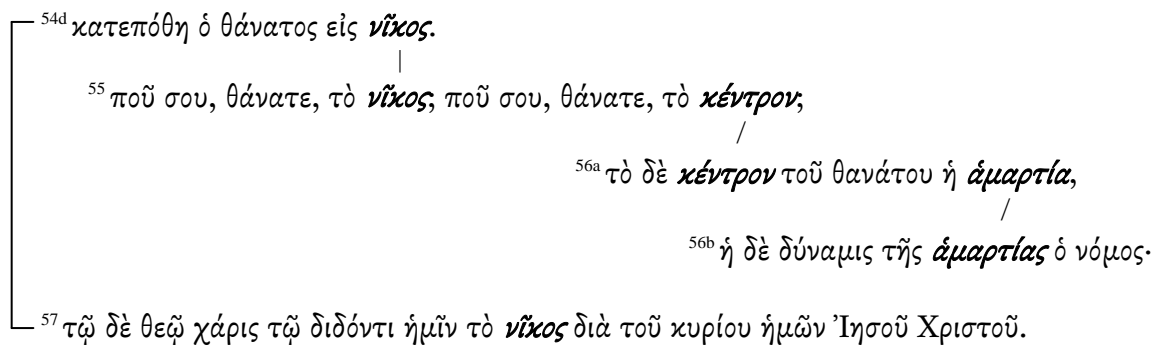 54d κατεπόθη ὁ θάνατος εἰς νῖκος.
55 ποῦ σου, θάνατε, τὸ νῖκος; ποῦ σου, θάνατε, τὸ κέντρον;
56a τὸ δὲ κέντρον τοῦ θανάτου ἡ ἁμαρτία,
56b ἡ δὲ δύναμις τῆς ἁμαρτίας ὁ νόμος·
57 τῷ δὲ θεῷ χάρις τῷ διδόντι ἡμῖν τὸ νῖκος διὰ τοῦ κυρίου ἡμῶν Ἰησοῦ Χριστοῦ.